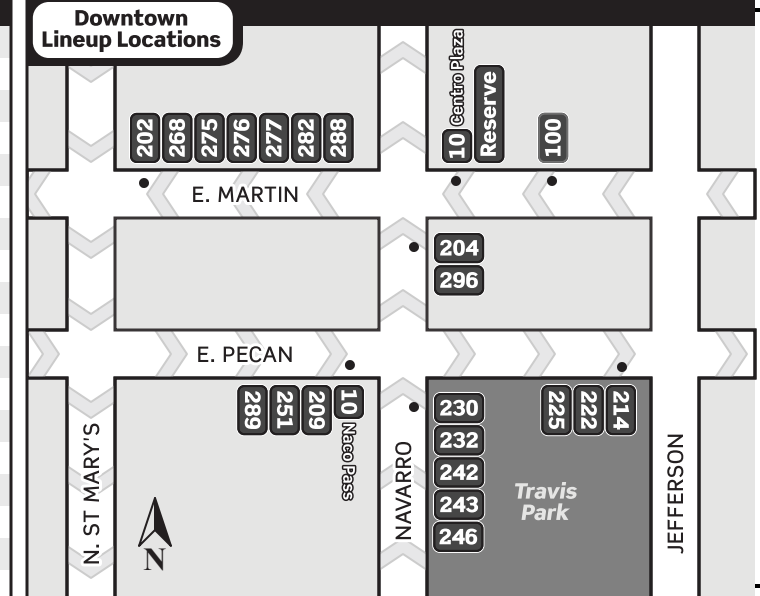 Downtown
Lineup Locations
202
268
275
276
277
282
288
10 Centro Plaza
Reserve
100
E. MARTIN
204
296
E. PECAN
289
251
209
10 Naco Pass
230
232
242
243
246
225
222
214
Travis
Park
N. ST MARY'S
NAVARRO
JEFFERSON
N